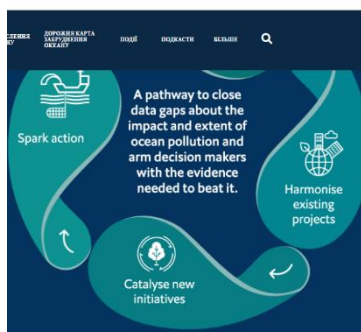 ДОРОЖНЯ КАРТА
ЗАБРУДНЕННЯ
ОКЕАНУ
ПОДІЇ
ПОДКАСТИ
БІЛЬШЕ
A pathway to close
data gaps about the
impact and extent of
ocean pollution and
arm decision makers
with the evidence
needed to beat it.
Spark action
Harmonise
existing
projects
Catalyse new
initiatives